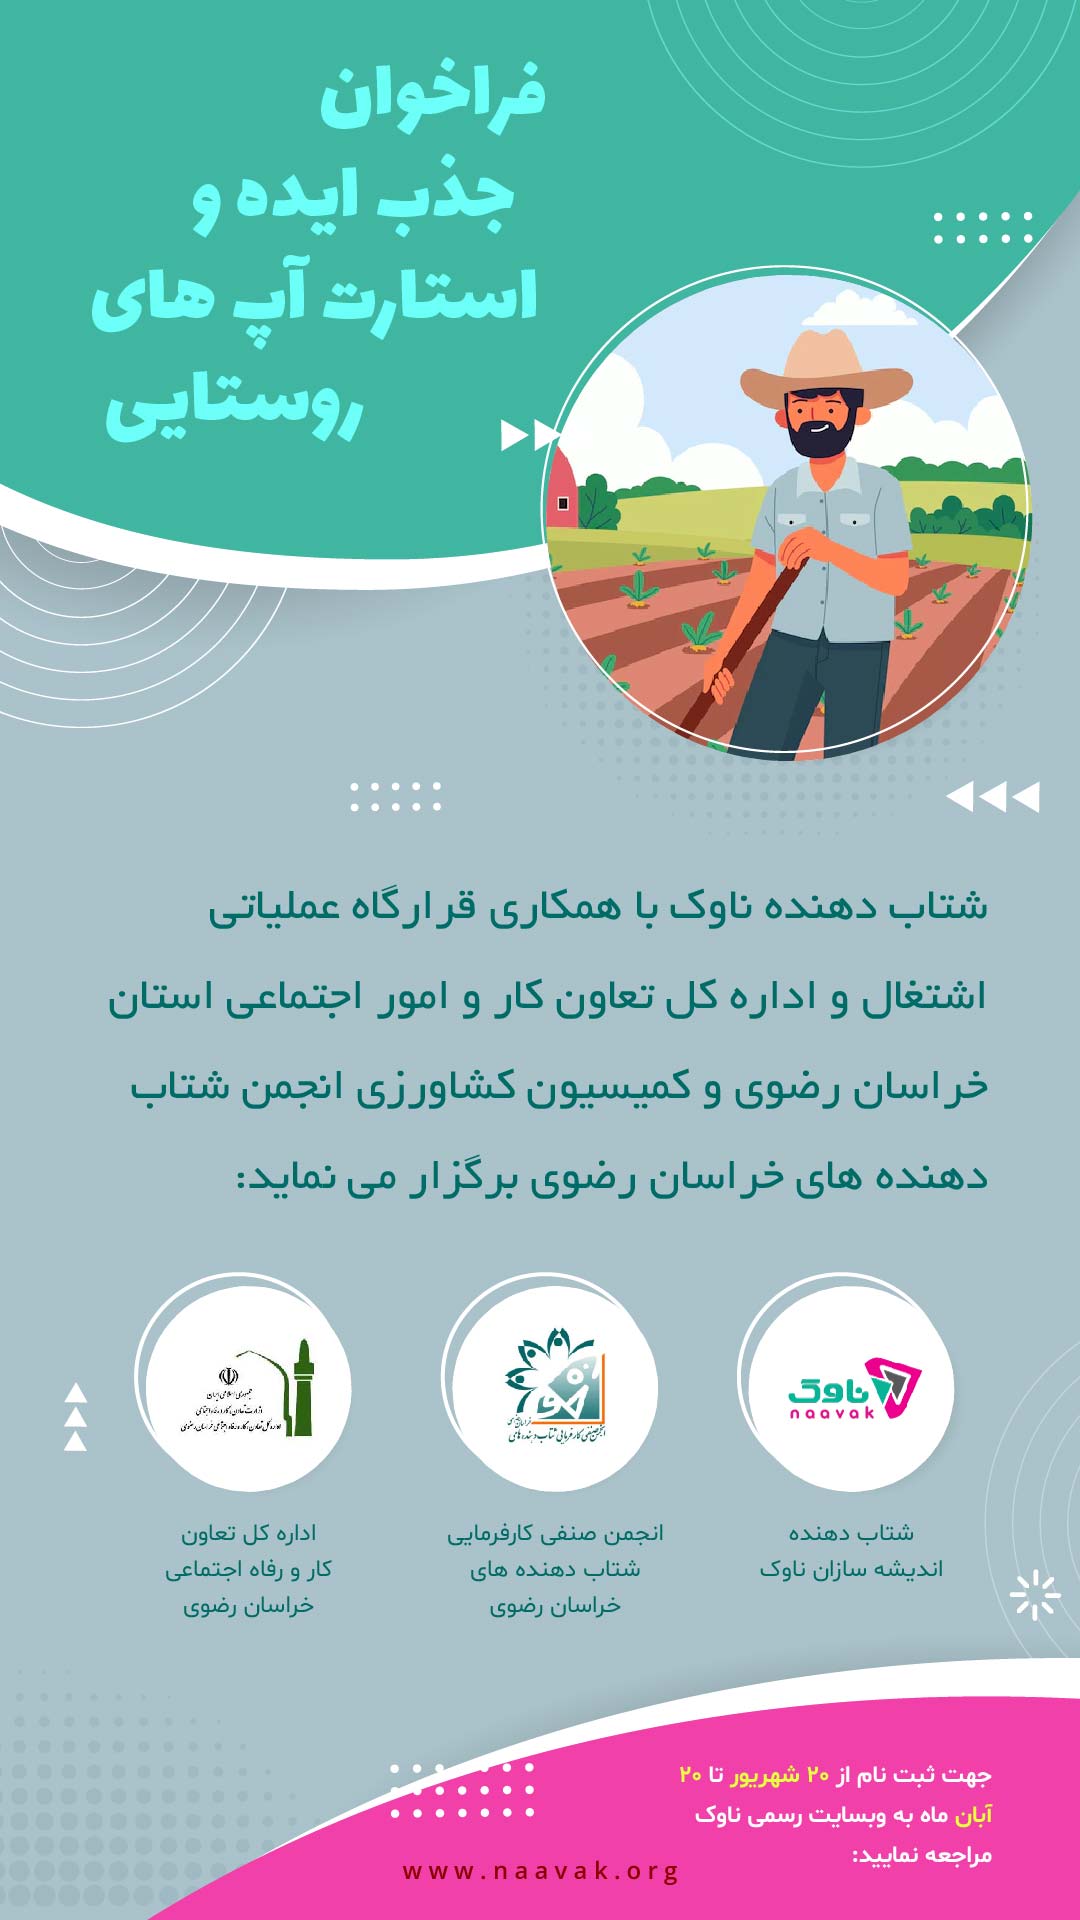 فراخوان
جذب ایده و
استارت آپ های
روستایی
شتاب دهنده ناوک با همکاری قرارگاه عملیاتی
اشتغال و اداره کل تعاون کار و امور اجتماعی استان
خراسان رضوی و کمیسیون کشاورزی انجمن شتاب
دهنده های خراسان رضوی برگزار می نماید:
ناوک
naavak
انجمن صنفی کارفرمایی شتاب دهنده های
خراسان رضوی
جمهوری اسلامی ایران
وزارت تعاون، کار و رفاه اجتماعی
اداره کل تعاون، کار و رفاه اجتماعی خراسان رضوی
شتاب دهنده
اندیشه سازان ناوک
انجمن صنفی کارفرمایی
شتاب دهنده های
خراسان رضوی
اداره کل تعاون
کار و رفاه اجتماعی
خراسان رضوی
جهت ثبت نام از ۲۰ شهریور تا ۲۰
آبان ماه به وبسایت رسمی ناوک
مراجعه نمایید:
www.naavak.org